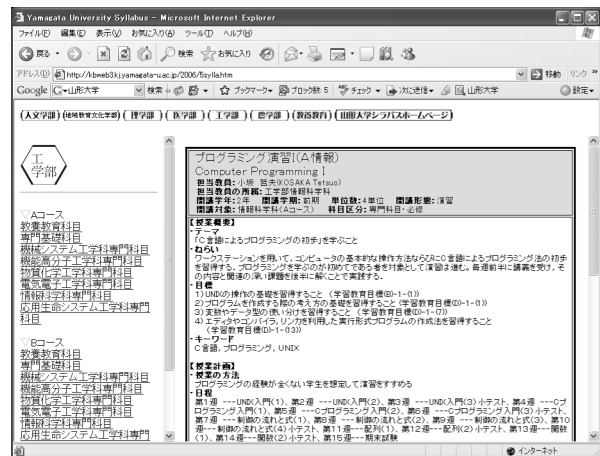 Yamagata University Syllabus - Microsoft Internet Explorer
ファイル(F) 編集(E) 表示(V) お気に入り(A) ツール(T) ヘルプ(H)
戻る 検索 お気に入り
アドレス(D) http://kbweb3.kj.yamagata-u.ac.jp/2006/5sylla.htm 移動 リンク »
Google 山形大学 検索 ブックマーク ブロック数: 5 チェック 次に送信 山形大学 設定
(人文学部) (地域教育文化学部) (理学部) (医学部) (工学部) (農学部) (教養教育) (山形大学シラバスホームページ)
工学部
▽Aコース
教養教育科目
専門基礎科目
機械システム工学科専門科目
機能高分子工学科専門科目
物質化学工学科専門科目
電気電子工学科専門科目
情報科学科専門科目
応用生命システム工学科専門科目
▽Bコース
教養教育科目
専門基礎科目
機械システム工学科専門科目
機能高分子工学科専門科目
物質化学工学科専門科目
電気電子工学科専門科目
情報科学科専門科目
応用生命システム工学科専門
プログラミング演習I(A情報)
Computer Programming I
担当教員: 小坂 哲夫(KOSAKA Tetsuo)
担当教員の所属: 工学部情報科学科
開講学年: 2年 開講学期: 前期 単位数: 4単位 開講形態: 演習
開講対象: 情報科学科(Aコース) 科目区分: 専門科目・必修
【授業概要】
・テーマ
「C言語によるプログラミングの初歩」を学ぶこと
・ねらい
ワークステーションを用いて、コンピュータの基本的な操作方法ならびにC言語によるプログラミング法の初歩
を習得する。プログラミングを学ぶのが初めてである者を対象として演習は進む。毎週前半に講義を受け、そ
の内容と関連の深い課題を後半に解くことで実践する。
・目標
1)UNIXの操作の基礎を習得すること (学習教育目標(B)-1-(1))
2)プログラムを作成する際の考え方の基礎を習得すること(学習教育目標(D)-1-(1))
3)変数やデータ型の使い分けを習得すること (学習教育目標(D)-1-(1))
4)エディタやコンパイラ、リンカを利用した実行形式プログラムの作成法を習得すること
(学習教育目標(D)-1-(3))
・キーワード
C言語, プログラミング, UNIX
【授業計画】
・授業の方法
プログラミングの経験が全くない学生を想定して演習をすすめる
・日程
第1週 ---UNIX入門(1)、第2週 ---UNIX入門(2)、第3週 ---UNIX入門(3)小テスト、第4週 ---Cプ
ログラミング入門(1)、第5週 ---Cプログラミング入門(2)、第6週 ---Cプログラミング入門(3)小テスト、
第7週 ---制御の流れと式(1)、第8週 ---制御の流れと式(2)、第9週 ---制御の流れと式(3)、第10
週---制御の流れと式(4)小テスト、第11週---配列(1)、第12週---配列(2)小テスト、第13週---関数
(1)、第14週---関数(2)小テスト、第15週---期末試験
インターネット